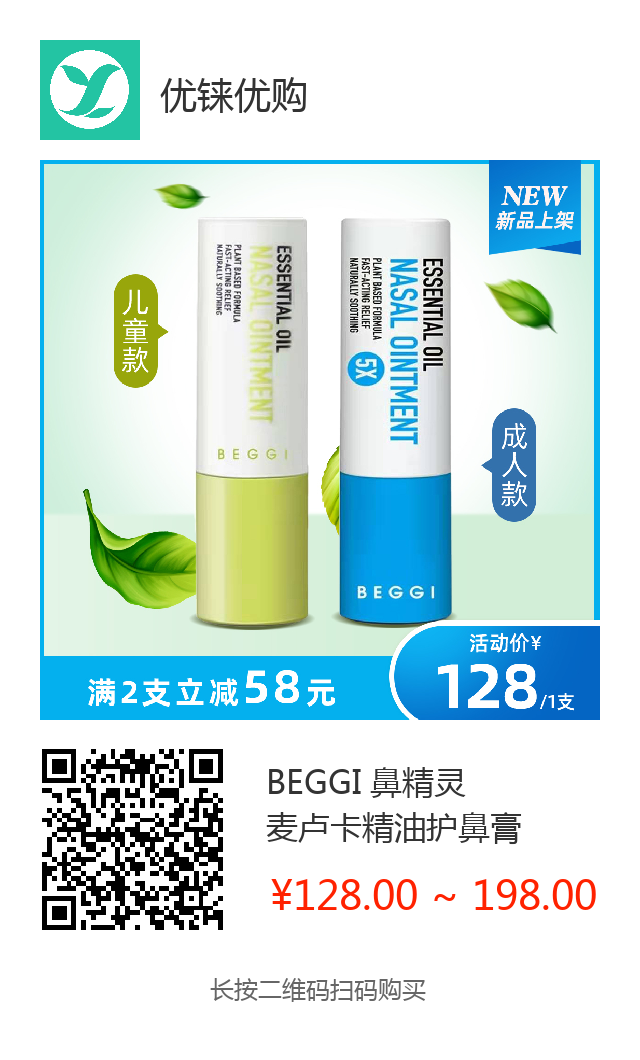 优铼优购
NEW
新品上架
儿童款
ESSENTIAL OIL
NASAL OINTMENT
PLANT BASED FORMULA
FAST-ACTING RELIEF
NATURALLY SOOTHING
BEGGI
ESSENTIAL OIL
NASAL OINTMENT
PLANT BASED FORMULA
FAST-ACTING RELIEF
NATURALLY SOOTHING
5X
BEGGI
成人款
满2支立减58元
活动价¥
128/1支
BEGGI 鼻精灵
麦卢卡精油护鼻膏
¥128.00 ~ 198.00
长按二维码扫码购买